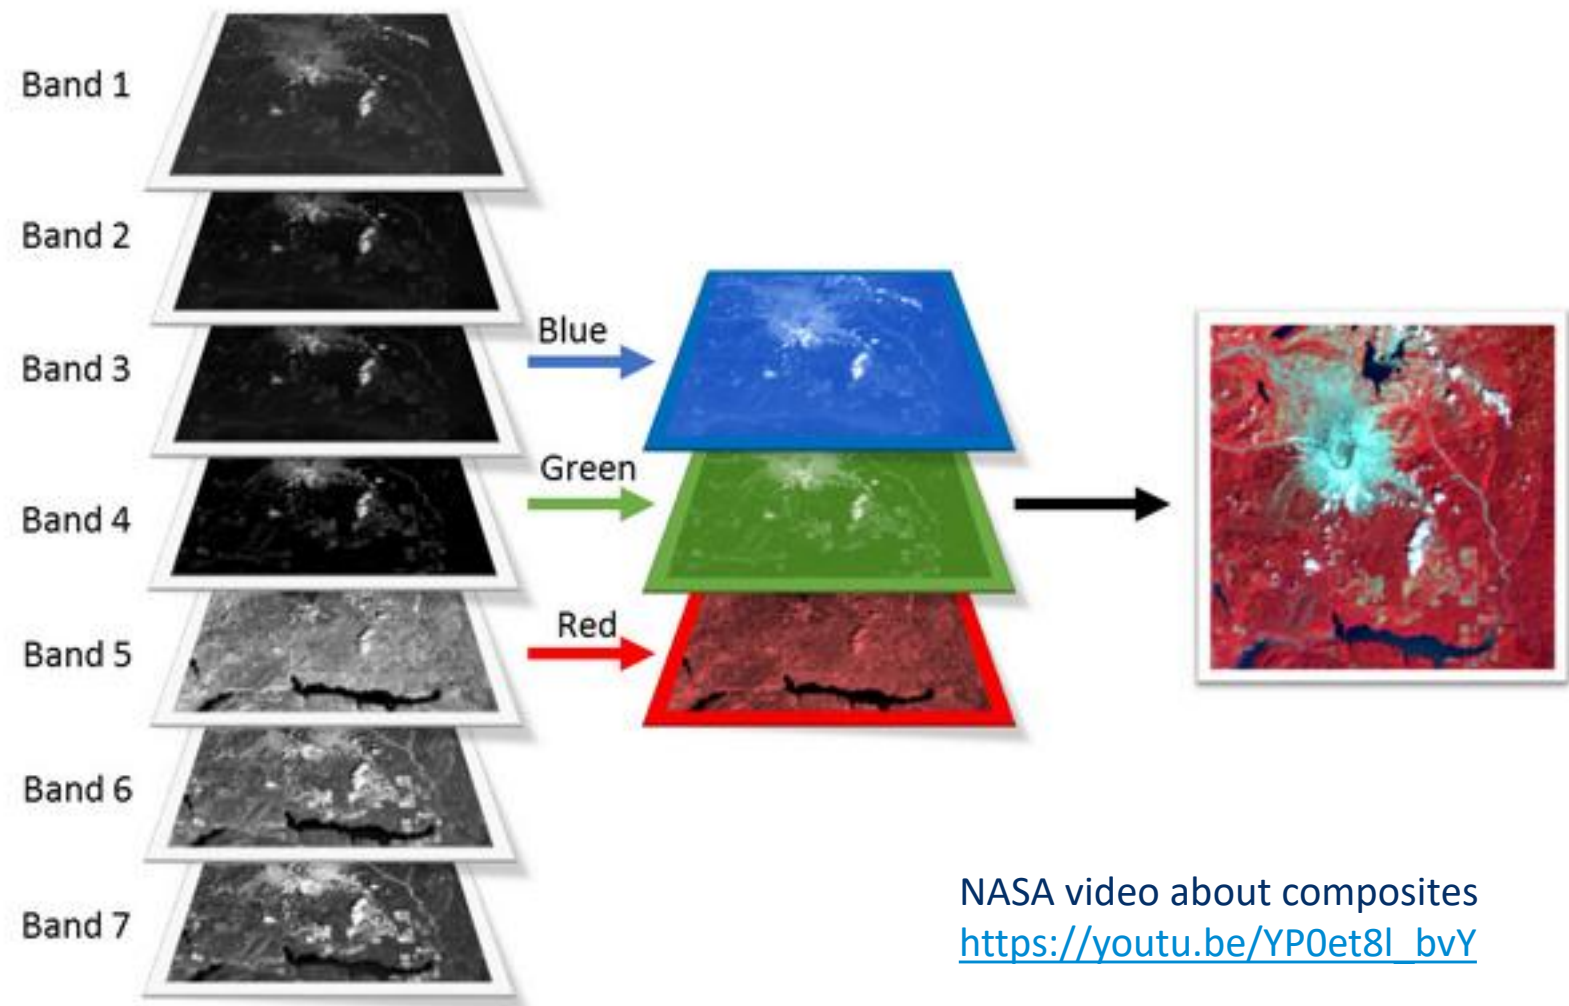 Band 1
Band 2
Band 3
Band 4
Band 5
Band 6
Band 7
Blue
Green
Red
NASA video about composites
https://youtu.be/YP0et8l_bvY